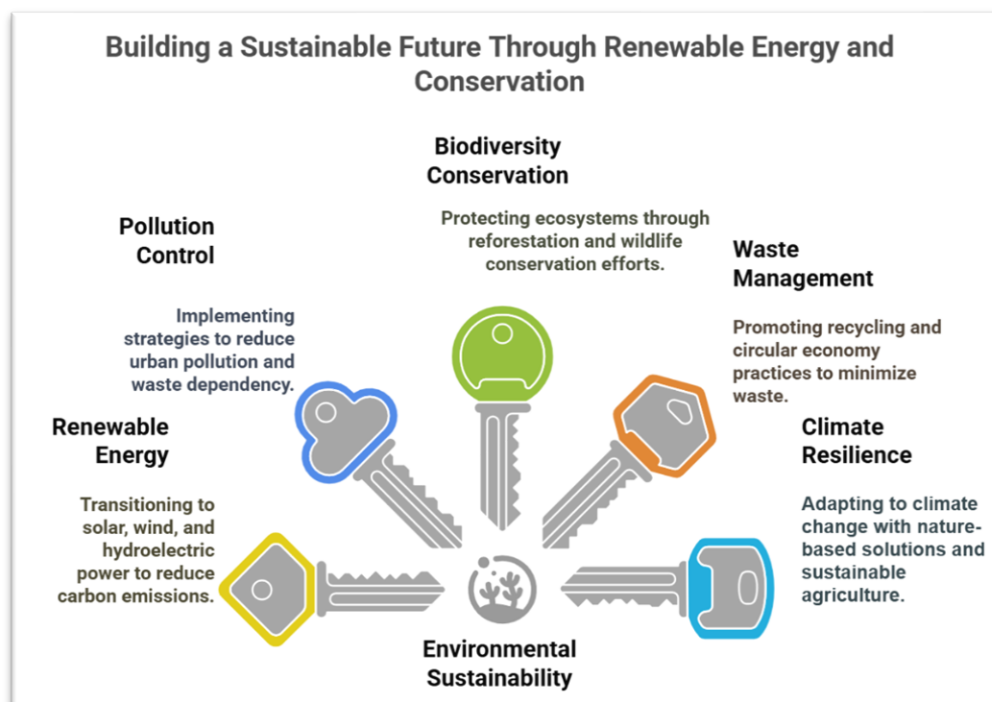 Building a Sustainable Future Through Renewable Energy and
Conservation
Biodiversity
Conservation
Protecting ecosystems through
reforestation and wildlife
conservation efforts.
Pollution
Control
Implementing
strategies to reduce
urban pollution and
waste dependency.
Waste
Management
Promoting recycling and
circular economy
practices to minimize
waste.
Renewable
Energy
Transitioning to
solar, wind, and
hydroelectric
power to reduce
carbon emissions.
Climate
Resilience
Adapting to climate
change with nature-
based solutions and
sustainable
agriculture.
Environmental
Sustainability